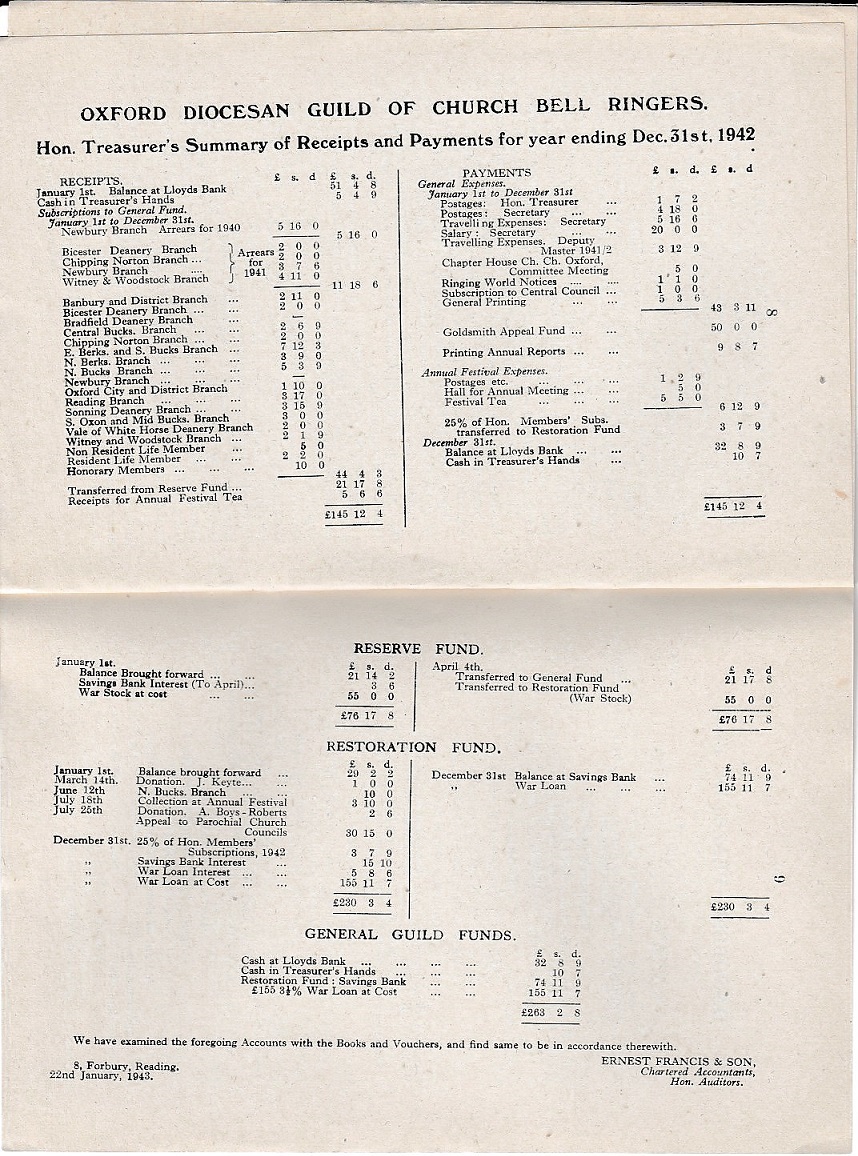 OXFORD DIOCESAN GUILD OF CHURCH BELL RINGERS.
Hon. Treasurer's Summary of Receipts and Payments for year ending Dec. 31st, 1942
RECEIPTS. £ s. d £ s. d.
January 1st. Balance at Lloyds Bank 51 4 8
Cash in Treasurer's Hands 5 4 9
Subscriptions to General Fund.
January 1st to December 31st.
Newbury Branch Arrears for 1940 5 16 0
5 16 0
Bicester Deanery Branch 2 0 0
Chipping Norton Branch ... 2 0 0
Newbury Branch .... 3 7 6
Witney & Woodstock Branch 4 11 0
Arrears for 1941
11 18 6
Banbury and District Branch ... 2 11 0
Bicester Deanery Branch ... ... 2 0 0
Bradfield Deanery Branch ... —
Central Bucks. Branch ... ... 2 6 9
Chipping Norton Branch ... ... 2 0 0
E. Berks. and S. Bucks Branch ... 7 12 3
N. Berks. Branch ... ... ... 3 9 0
N. Bucks Branch ... ... ... 5 3 9
Newbury Branch ... ... ... —
Oxford City and District Branch 1 10 0
Reading Branch ... ... ... 3 17 0
Sonning Deanery Branch ... ... 3 15 9
S. Oxon and Mid Bucks. Branch 3 0 0
Vale of White Horse Deanery Branch 2 0 0
Witney and Woodstock Branch ... 2 1 9
Non Resident Life Member ... 5 0
Resident Life Member ... ... 2 2 0
Honorary Members ... ... ... 10 0
44 4 3
Transferred from Reserve Fund ... 21 17 8
Receipts for Annual Festival Tea 5 6 6
£145 12 4
PAYMENTS £ s. d. £ s. d
General Expenses.
January 1st to December 31st
Postages: Hon. Treasurer ... 1 7 2
Postages: Secretary ... ... 4 18 0
Travelling Expenses: Secretary 5 16 6
Salary: Secretary ... ... 20 0 0
Travelling Expenses. Deputy
Master 1941/2 3 12 9
Chapter House Ch. Ch. Oxford,
Committee Meeting 5 0
Ringing World Notices .... .... 1 1 0
Subscription to Central Council ... 1 0 0
General Printing ... ... ... 5 3 6
43 3 11
Goldsmith Appeal Fund ... ... 50 0 0
Printing Annual Reports ... ... 9 8 7
Annual Festival Expenses.
Postages etc. ... ... ... 1 2 9
Hall for Annual Meeting ... ... 5 0
Festival Tea ... ... ... 5 5 0
6 12 9
25% of Hon. Members' Subs.
transferred to Restoration Fund 3 7 9
December 31st.
Balance at Lloyds Bank ... ... 32 8 9
Cash in Treasurer's Hands ... 10 7
£145 12 4
8
RESERVE FUND.
January 1st. £ s. d.
Balance Brought forward ... ... 21 14 2
Savings Bank Interest (To April)... 3 6
War Stock at cost ... ... 55 0 0
£76 17 8
April 4th. £ s. d
Transferred to General Fund ... 21 17 8
Transferred to Restoration Fund
(War Stock) 55 0 0
£76 17 8
RESTORATION FUND.
£ s. d.
January 1st. Balance brought forward ... 29 2 2
March 14th. Donation. J. Keyte... ... 1 0 0
June 12th N. Bucks. Branch ... ... 10 0
July 18th Collection at Annual Festival 3 10 0
July 25th Donation. A. Boys-Roberts 2 6
Appeal to Parochial Church
Councils 30 15 0
December 31st. 25% of Hon. Members'
Subscriptions, 1942 3 7 9
,, Savings Bank Interest ... 15 10
,, War Loan Interest ... ... 5 8 6
,, War Loan at Cost ... ... 155 11 7
£230 3 4
£ s. d.
December 31st Balance at Savings Bank ... 74 11 9
,, War Loan ... ... ... 155 11 7
£230 3 4
9
GENERAL GUILD FUNDS.
£ s. d.
Cash at Lloyds Bank ... ... ... ... 32 8 9
Cash in Treasurer's Hands ... ... ... 10 7
Restoration Fund: Savings Bank ... ... 74 11 9
£155 3½% War Loan at Cost ... ... 155 11 7
£263 2 8
We have examined the foregoing Accounts with the Books and Vouchers, and find same to be in accordance therewith.
8, Forbury, Reading.
22nd January, 1943.
ERNEST FRANCIS & SON,
Chartered Accountants,
Hon. Auditors.